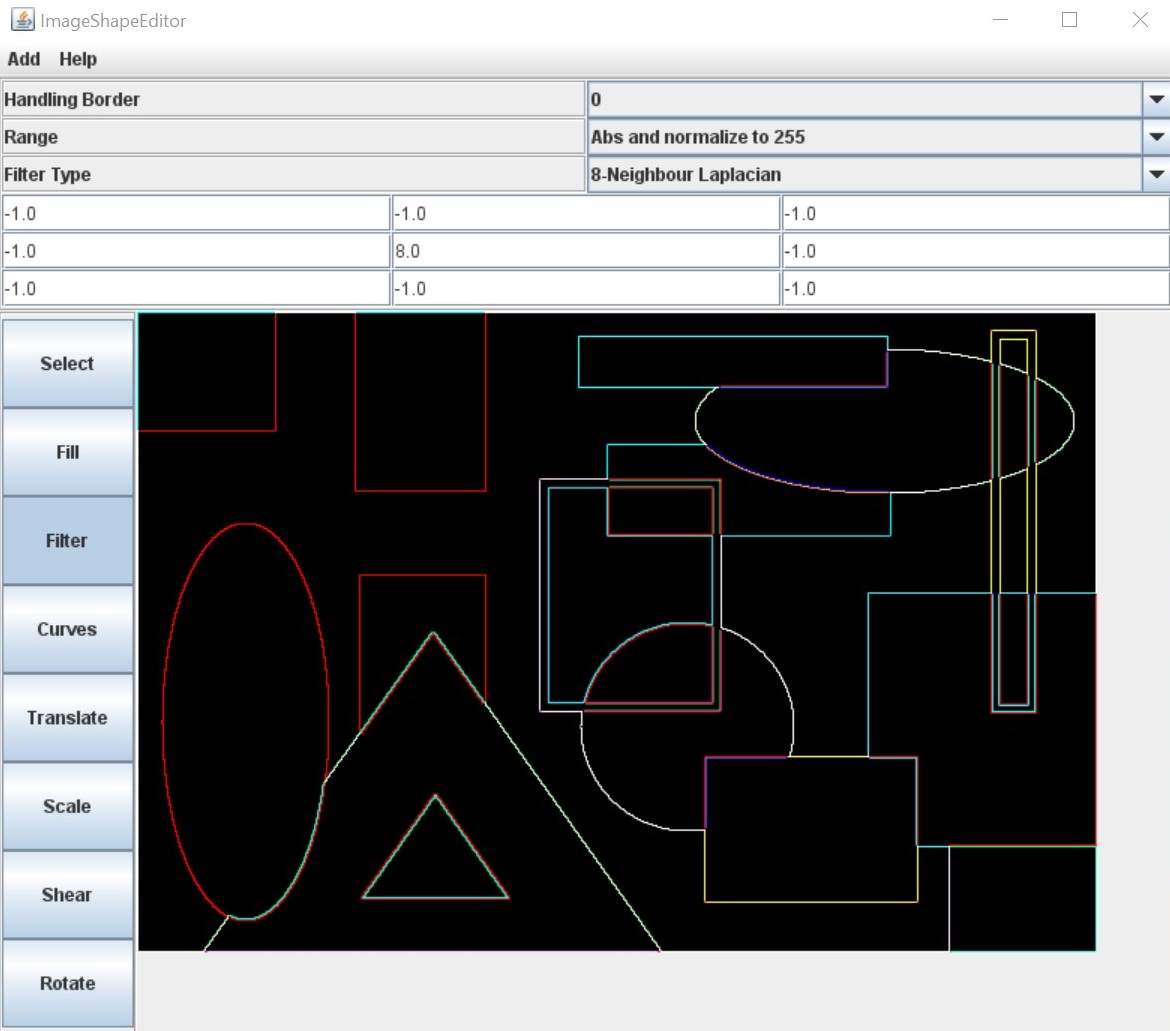 ImageShapeEditor
Add Help
Handling Border 0
Range Abs and normalize to 255
Filter Type 8-Neighbour Laplacian
-1.0 -1.0 -1.0
-1.0 8.0 -1.0
-1.0 -1.0 -1.0
Select
Fill
Filter
Curves
Translate
Scale
Shear
Rotate